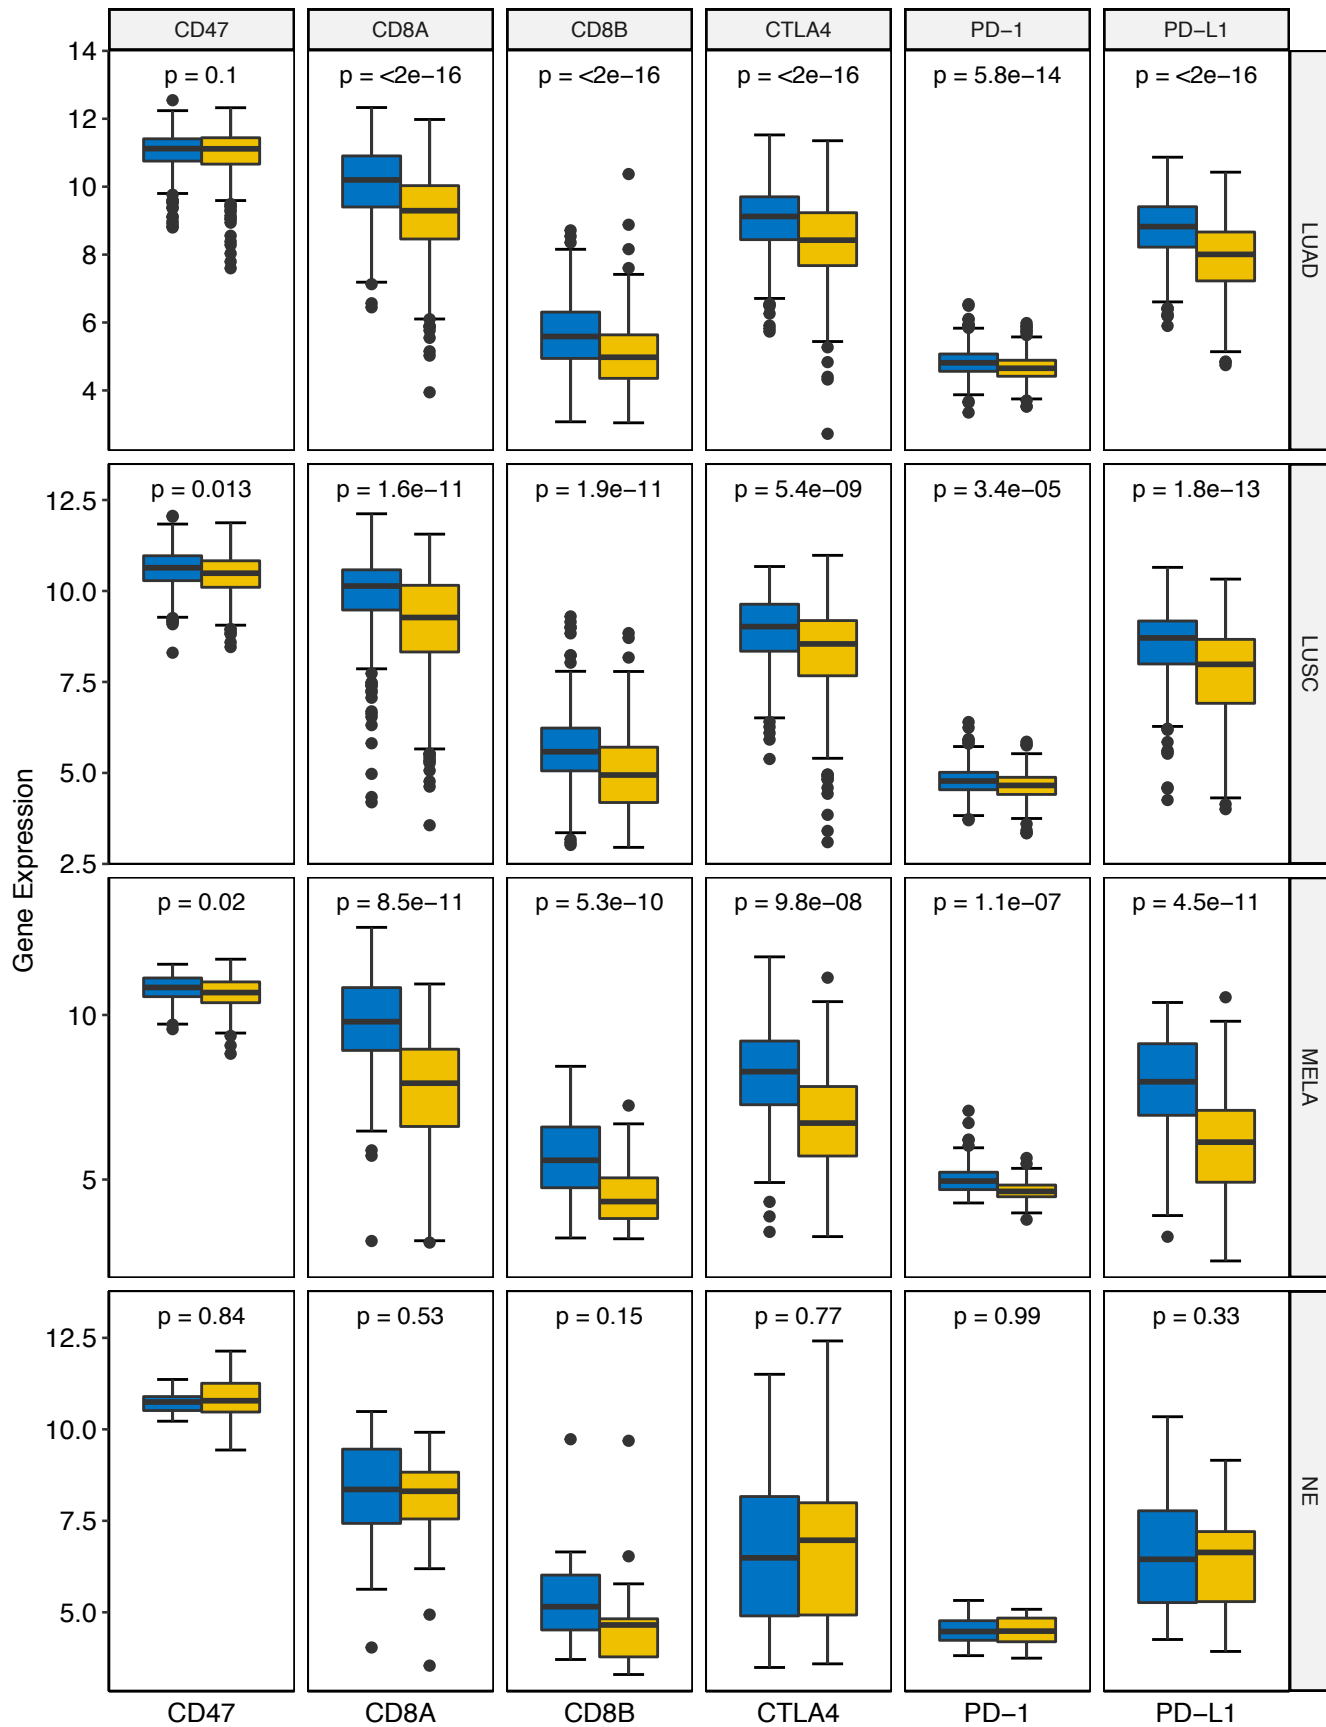 CD47 CD8A CD8B CTLA4 PD−1 PD−L1
14
p = 0.1 p = <2e−16 p = <2e−16 p = <2e−16 p = 5.8e−14 p = <2e−16
12
10
8
6
4
LUAD
p = 0.013 p = 1.6e−11 p = 1.9e−11 p = 5.4e−09 p = 3.4e−05 p = 1.8e−13
12.5
10.0
7.5
5.0
2.5
LUSC
Gene Expression
p = 0.02 p = 8.5e−11 p = 5.3e−10 p = 9.8e−08 p = 1.1e−07 p = 4.5e−11
10
5
MELA
p = 0.84 p = 0.53 p = 0.15 p = 0.77 p = 0.99 p = 0.33
12.5
10.0
7.5
5.0
NE
CD47 CD8A CD8B CTLA4 PD−1 PD−L1